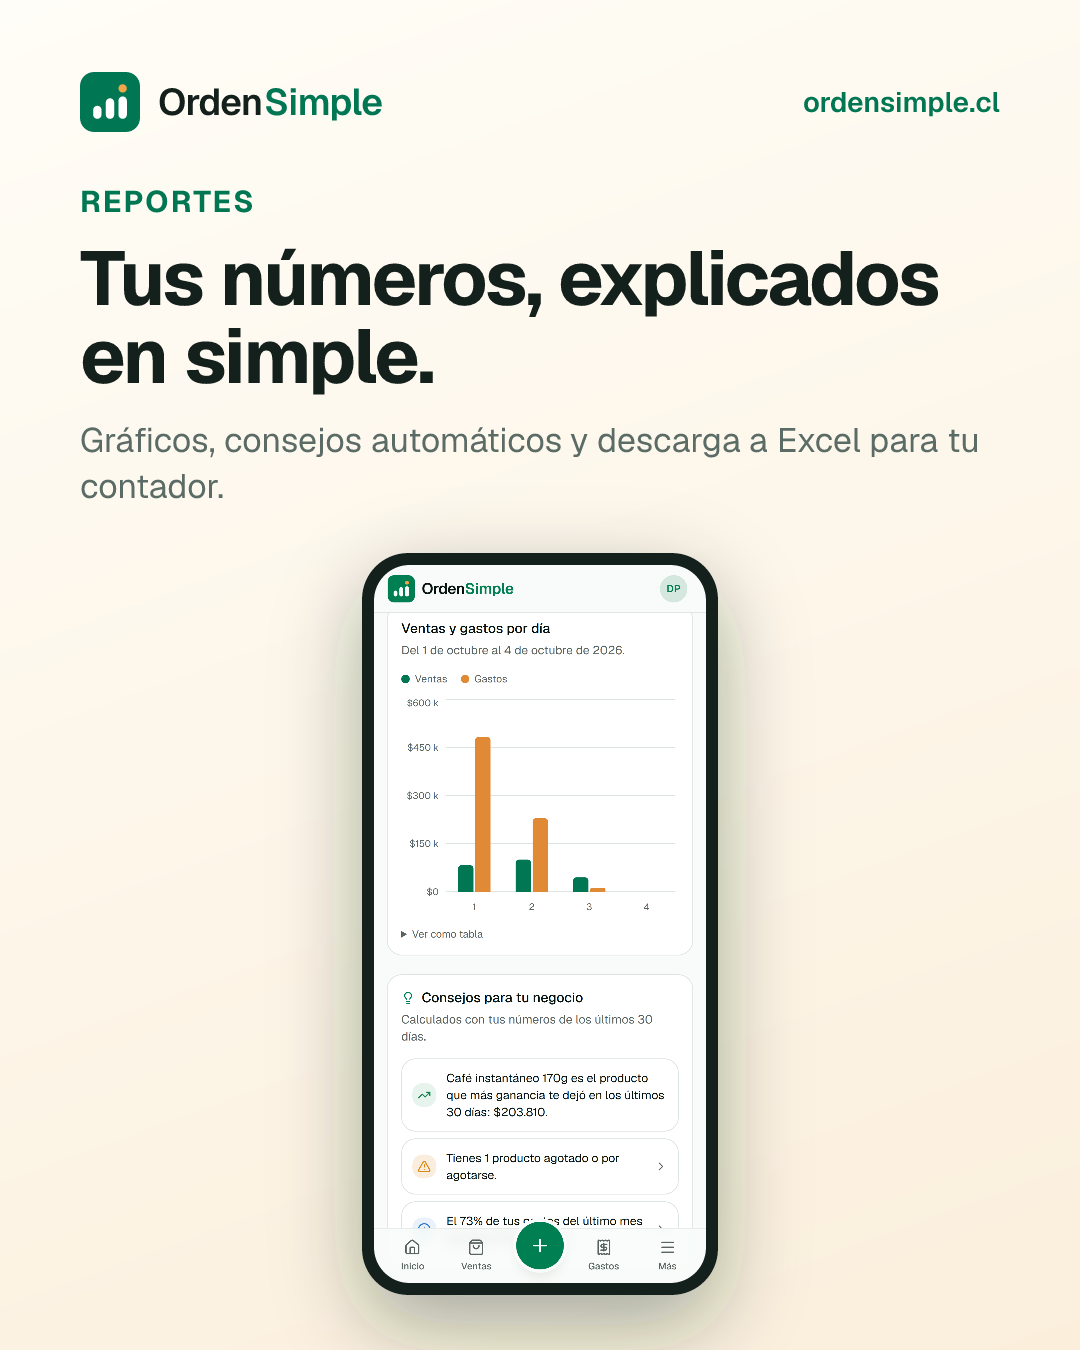 OrdenSimple
ordensimple.cl
REPORTES
Tus números, explicados
en simple.
Gráficos, consejos automáticos y descarga a Excel para tu
contador.
OrdenSimple
DP
Ventas y gastos por día
Del 1 de octubre al 4 de octubre de 2026.
Ventas
Gastos
$600 k
$450 k
$300 k
$150 k
$0
1
2
3
4
Ver como tabla
Consejos para tu negocio
Calculados con tus números de los últimos 30
días.
Café instantáneo 170g es el producto
que más ganancia te dejó en los últimos
30 días: $203.810.
Tienes 1 producto agotado o por
agotarse.
El 73% de tus del último mes
Inicio
Ventas
Gastos
Más